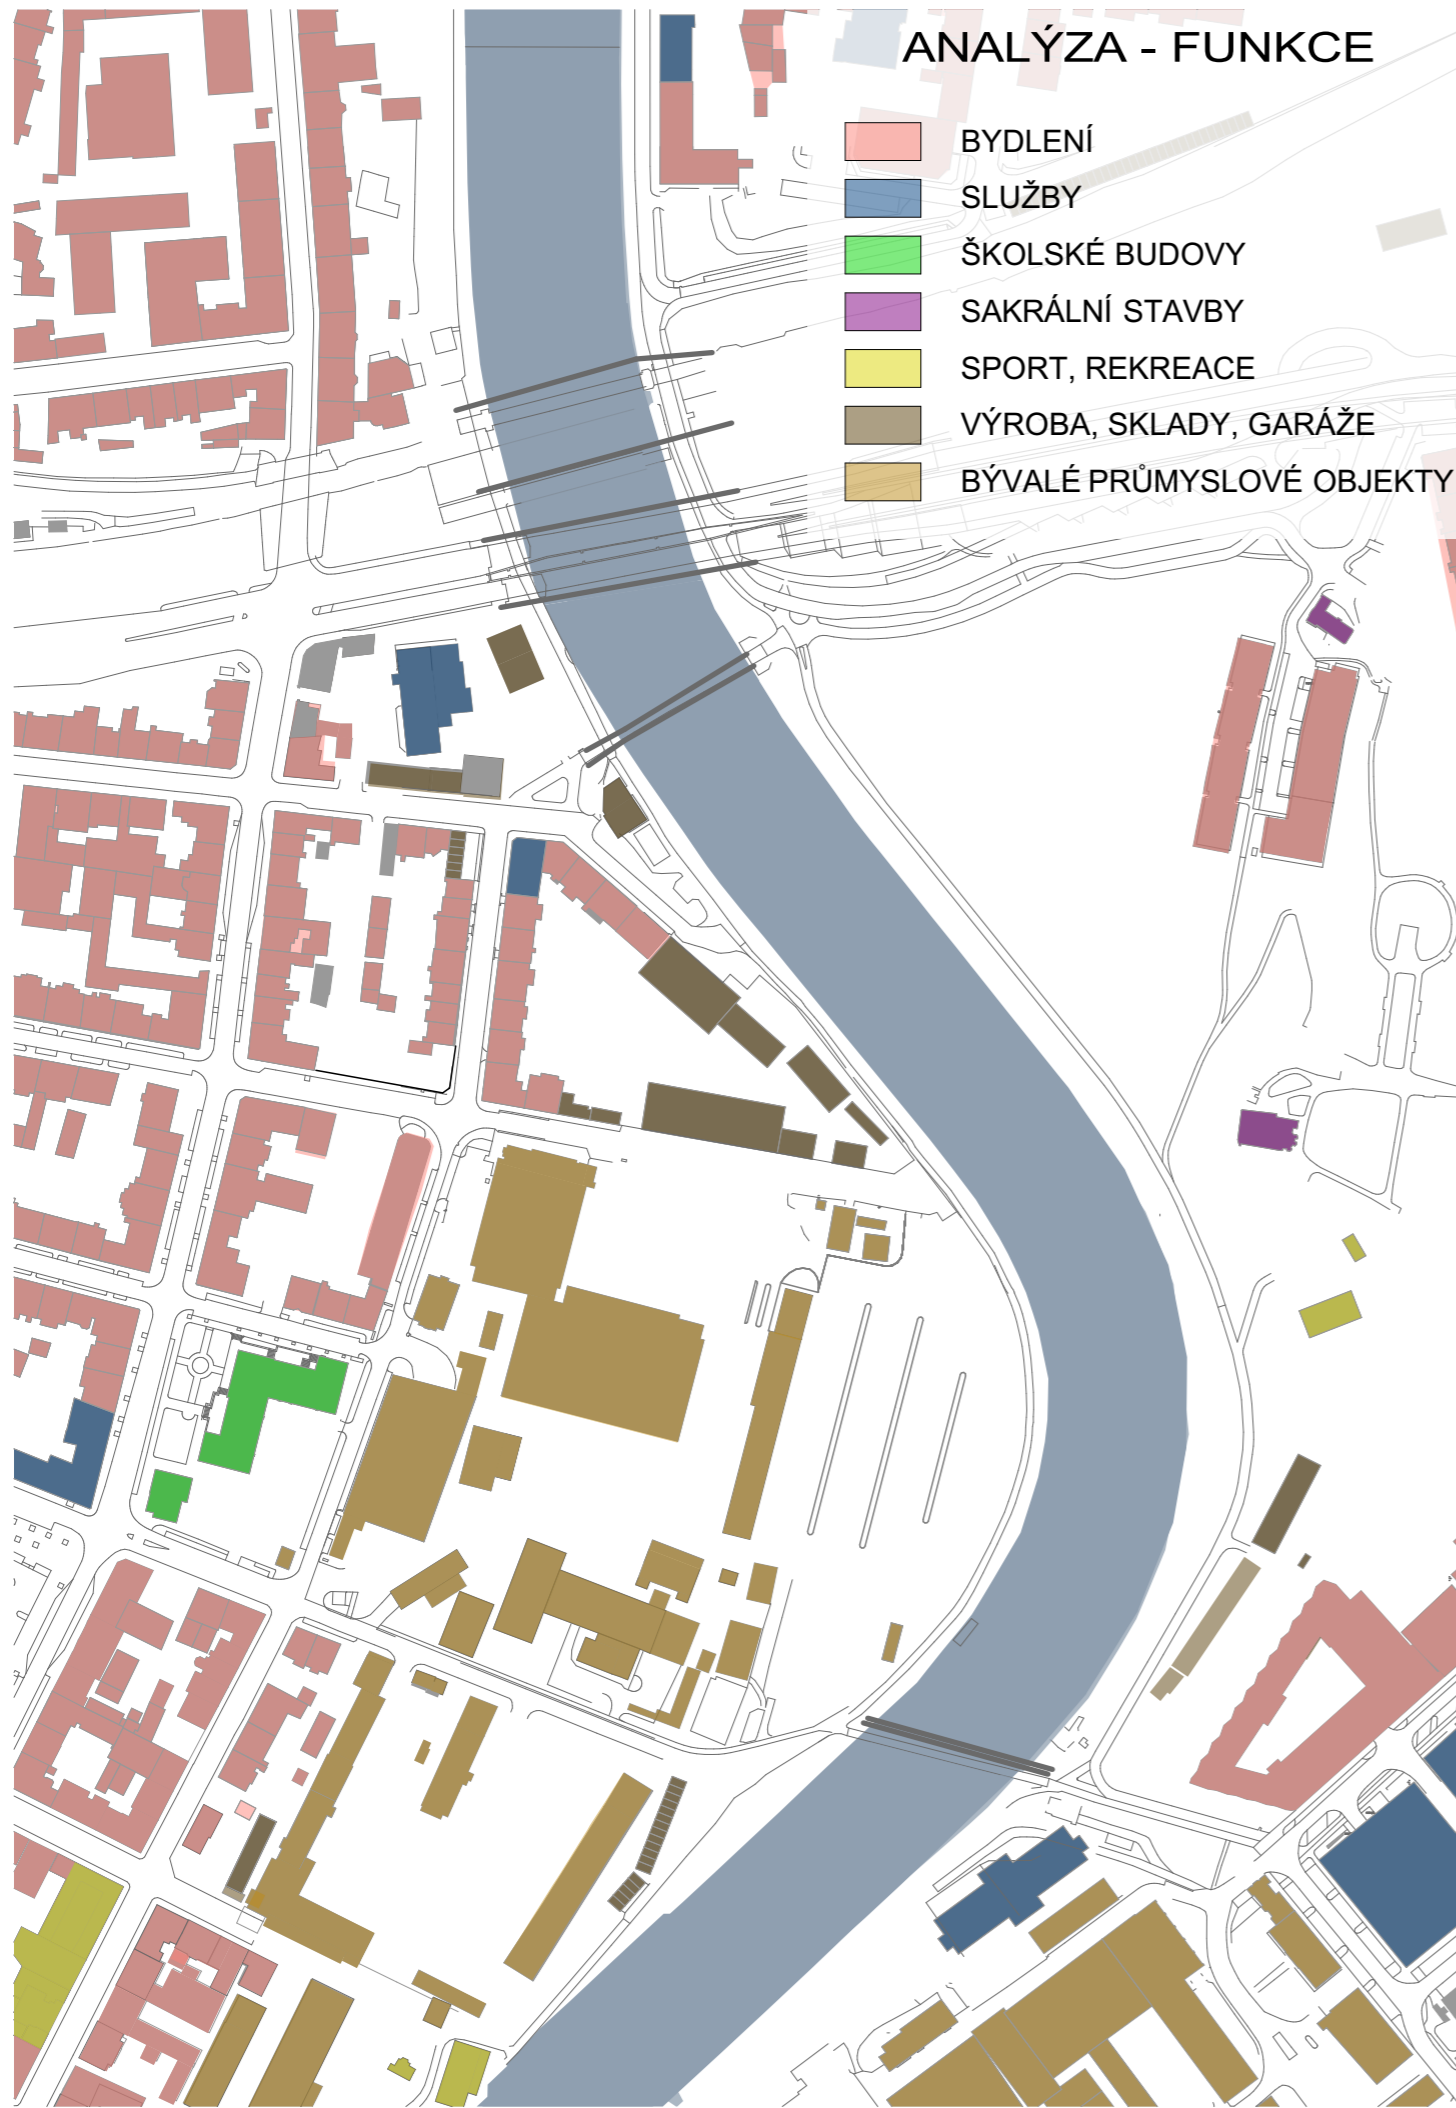 ANALÝZA - FUNKCE
BYDLENÍ
SLUŽBY
ŠKOLSKÉ BUDOVY
SAKRÁLNÍ STAVBY
SPORT, REKREACE
VÝROBA, SKLADY, GARÁŽE
BÝVALÉ PRŮMYSLOVÉ OBJEKTY